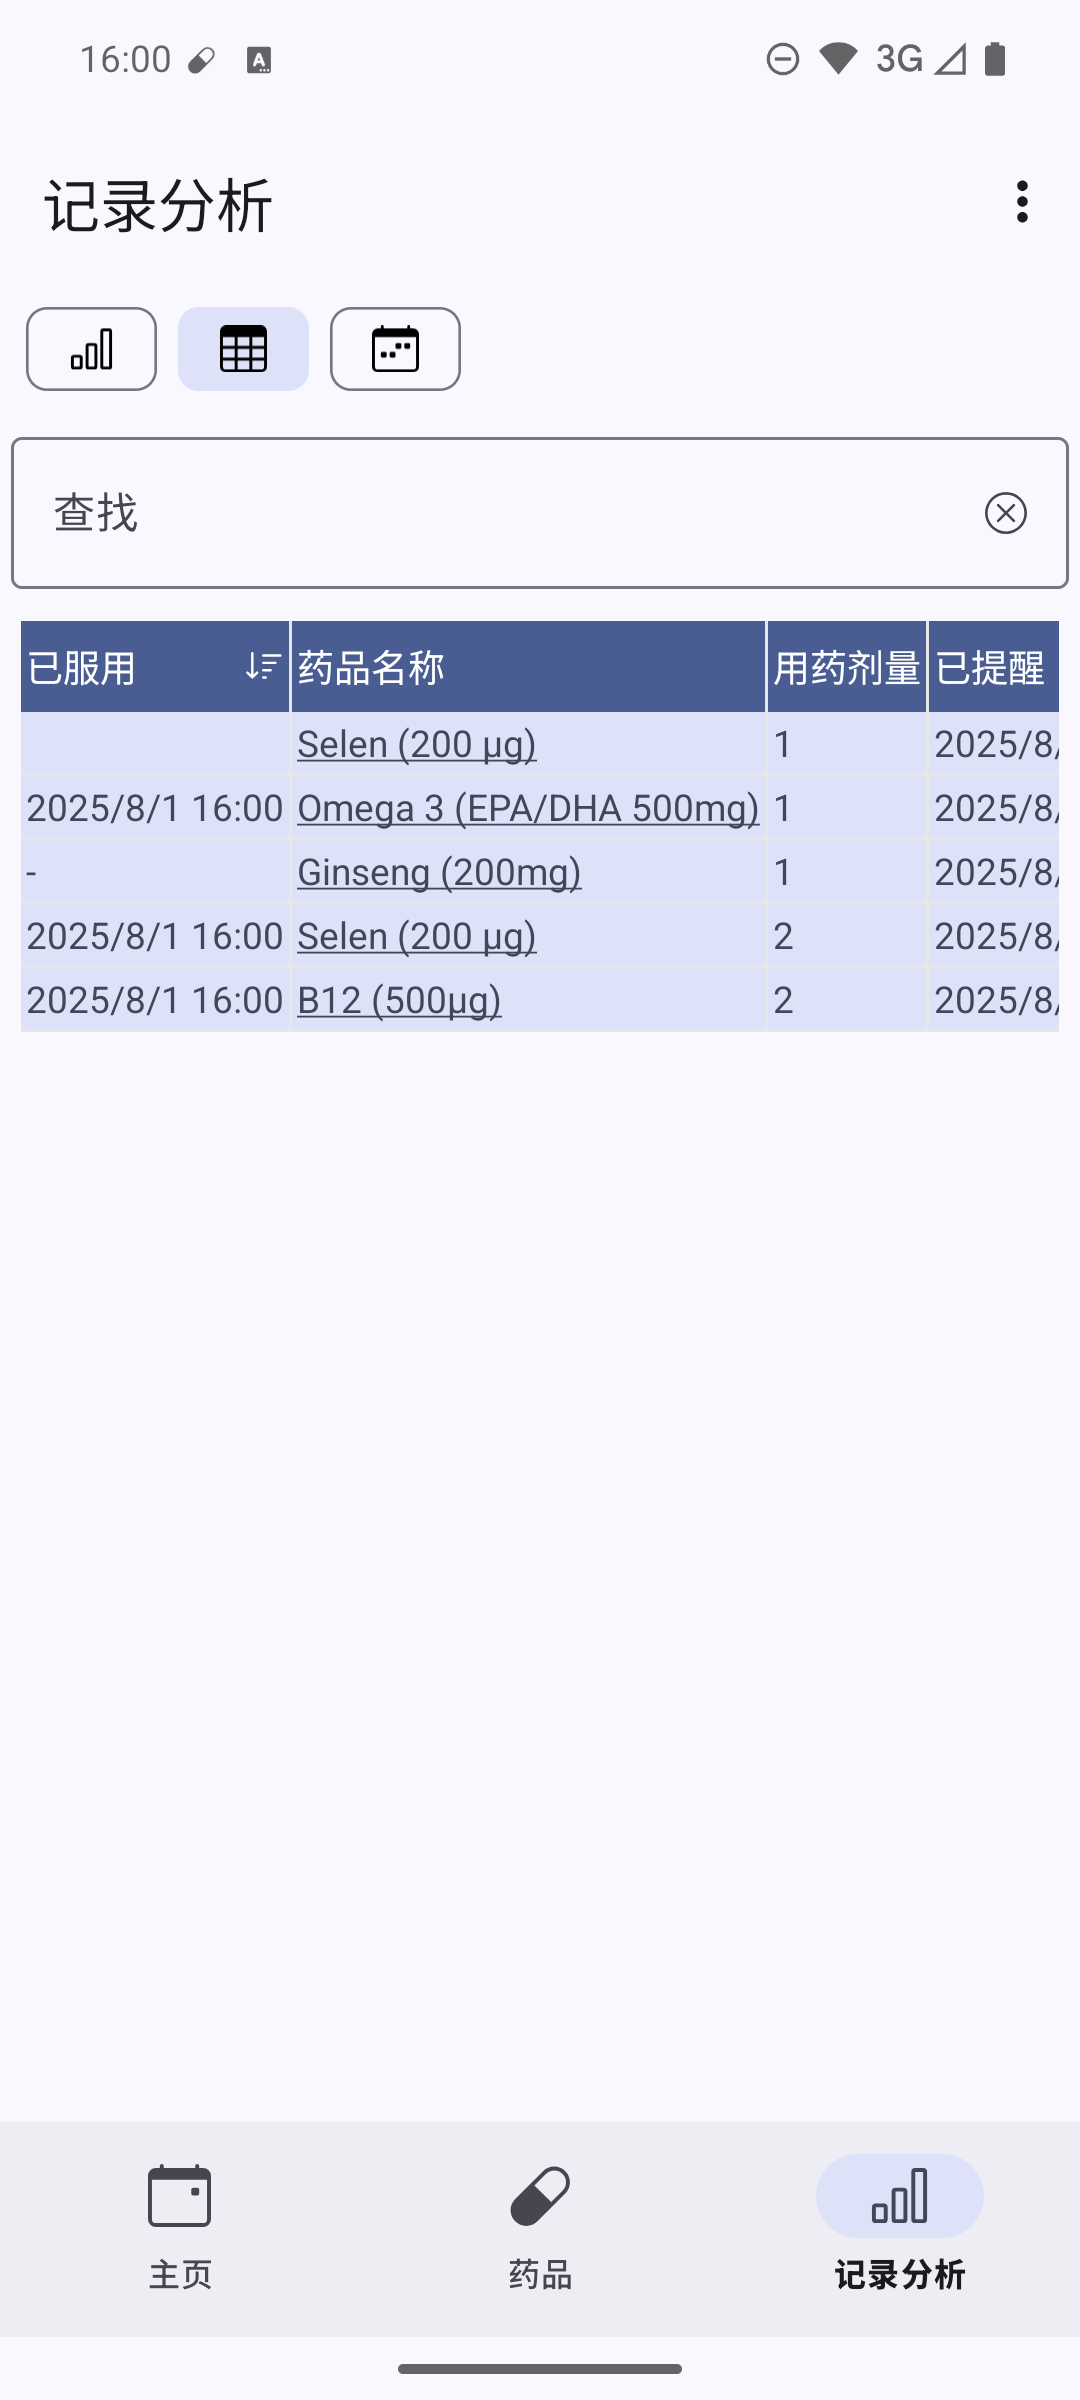 16:00 3G
记录分析
查找
已服用 药品名称 用药剂量 已提醒
Selen (200 µg) 1 2025/8/
2025/8/1 16:00 Omega 3 (EPA/DHA 500mg) 1 2025/8/
- Ginseng (200mg) 1 2025/8/
2025/8/1 16:00 Selen (200 µg) 2 2025/8/
2025/8/1 16:00 B12 (500µg) 2 2025/8/
主页 药品 记录分析